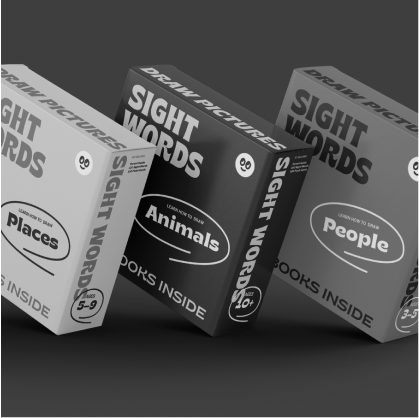 SIGHT
WORDS
LEARN HOW TO DRAW
Places
BOOKS INSIDE
SIGHT WORDS
AGES
5-9
DRAW PICTURES
SIGHT
WORDS
LEARN HOW TO DRAW
Animals
BOOKS INSIDE
SIGHT WORDS
AGES
10+
DRAW PICTURES
SIGHT
WORDS
LEARN HOW TO DRAW
People
BOOKS INSIDE
3-5